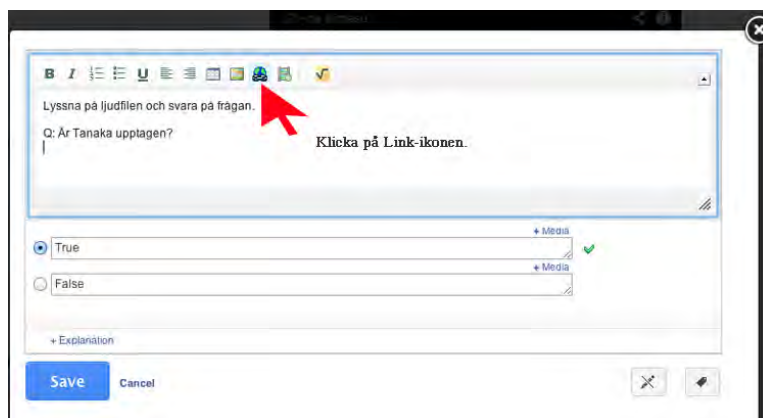 B I U
Lyssna på ljudfilen och svara på frågan.
Q: Är Tanaka upptagen?
Klicka på Link-ikonen.
+ Media
True
+ Media
False
+ Explanation
Save Cancel